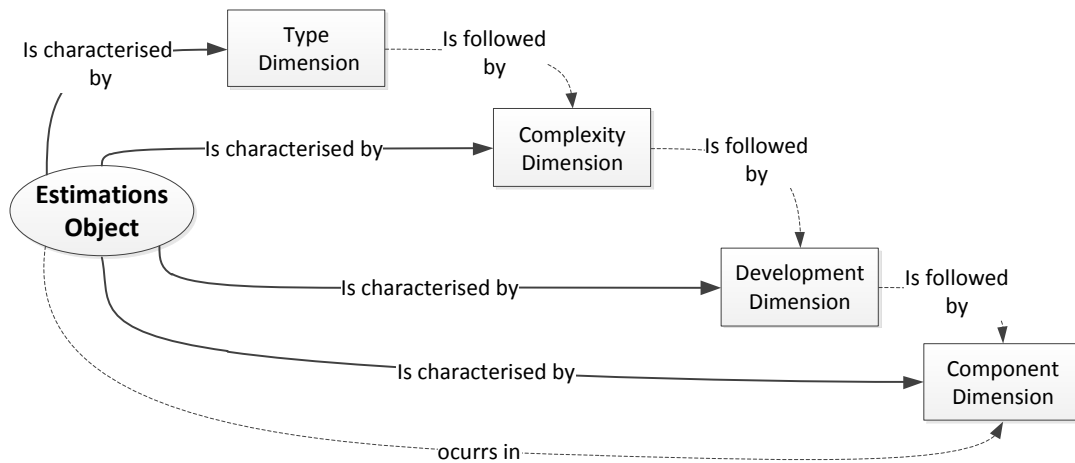 Type
Dimension
Is characterised
by
Is followed
by
Complexity
Dimension
Is characterised by
Is followed
by
Estimations
Object
Development
Dimension
Is characterised by
Is followed
by
Component
Dimension
Is characterised by
ocurrs in